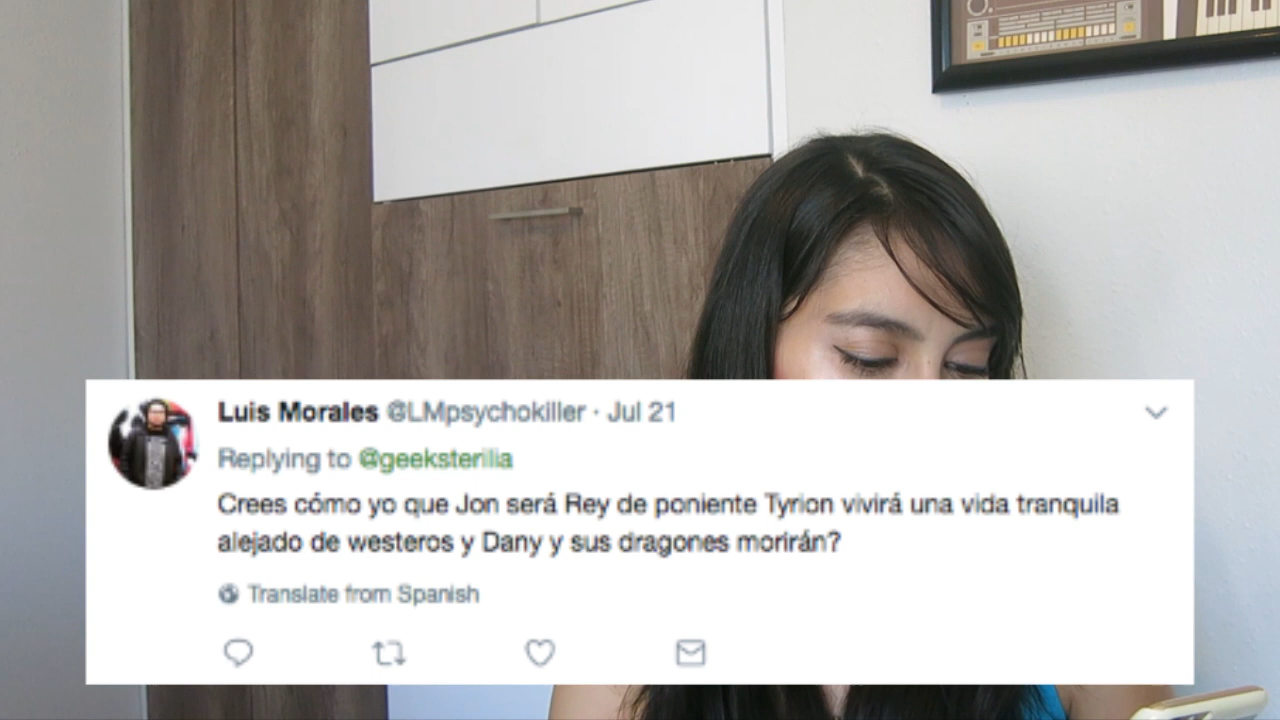 Luis Morales @LMpsychokiller · Jul 21
Replying to @geeksterilia
Crees cómo yo que Jon será Rey de poniente Tyrion vivirá una vida tranquila
alejado de westeros y Dany y sus dragones morirán?
Translate from Spanish